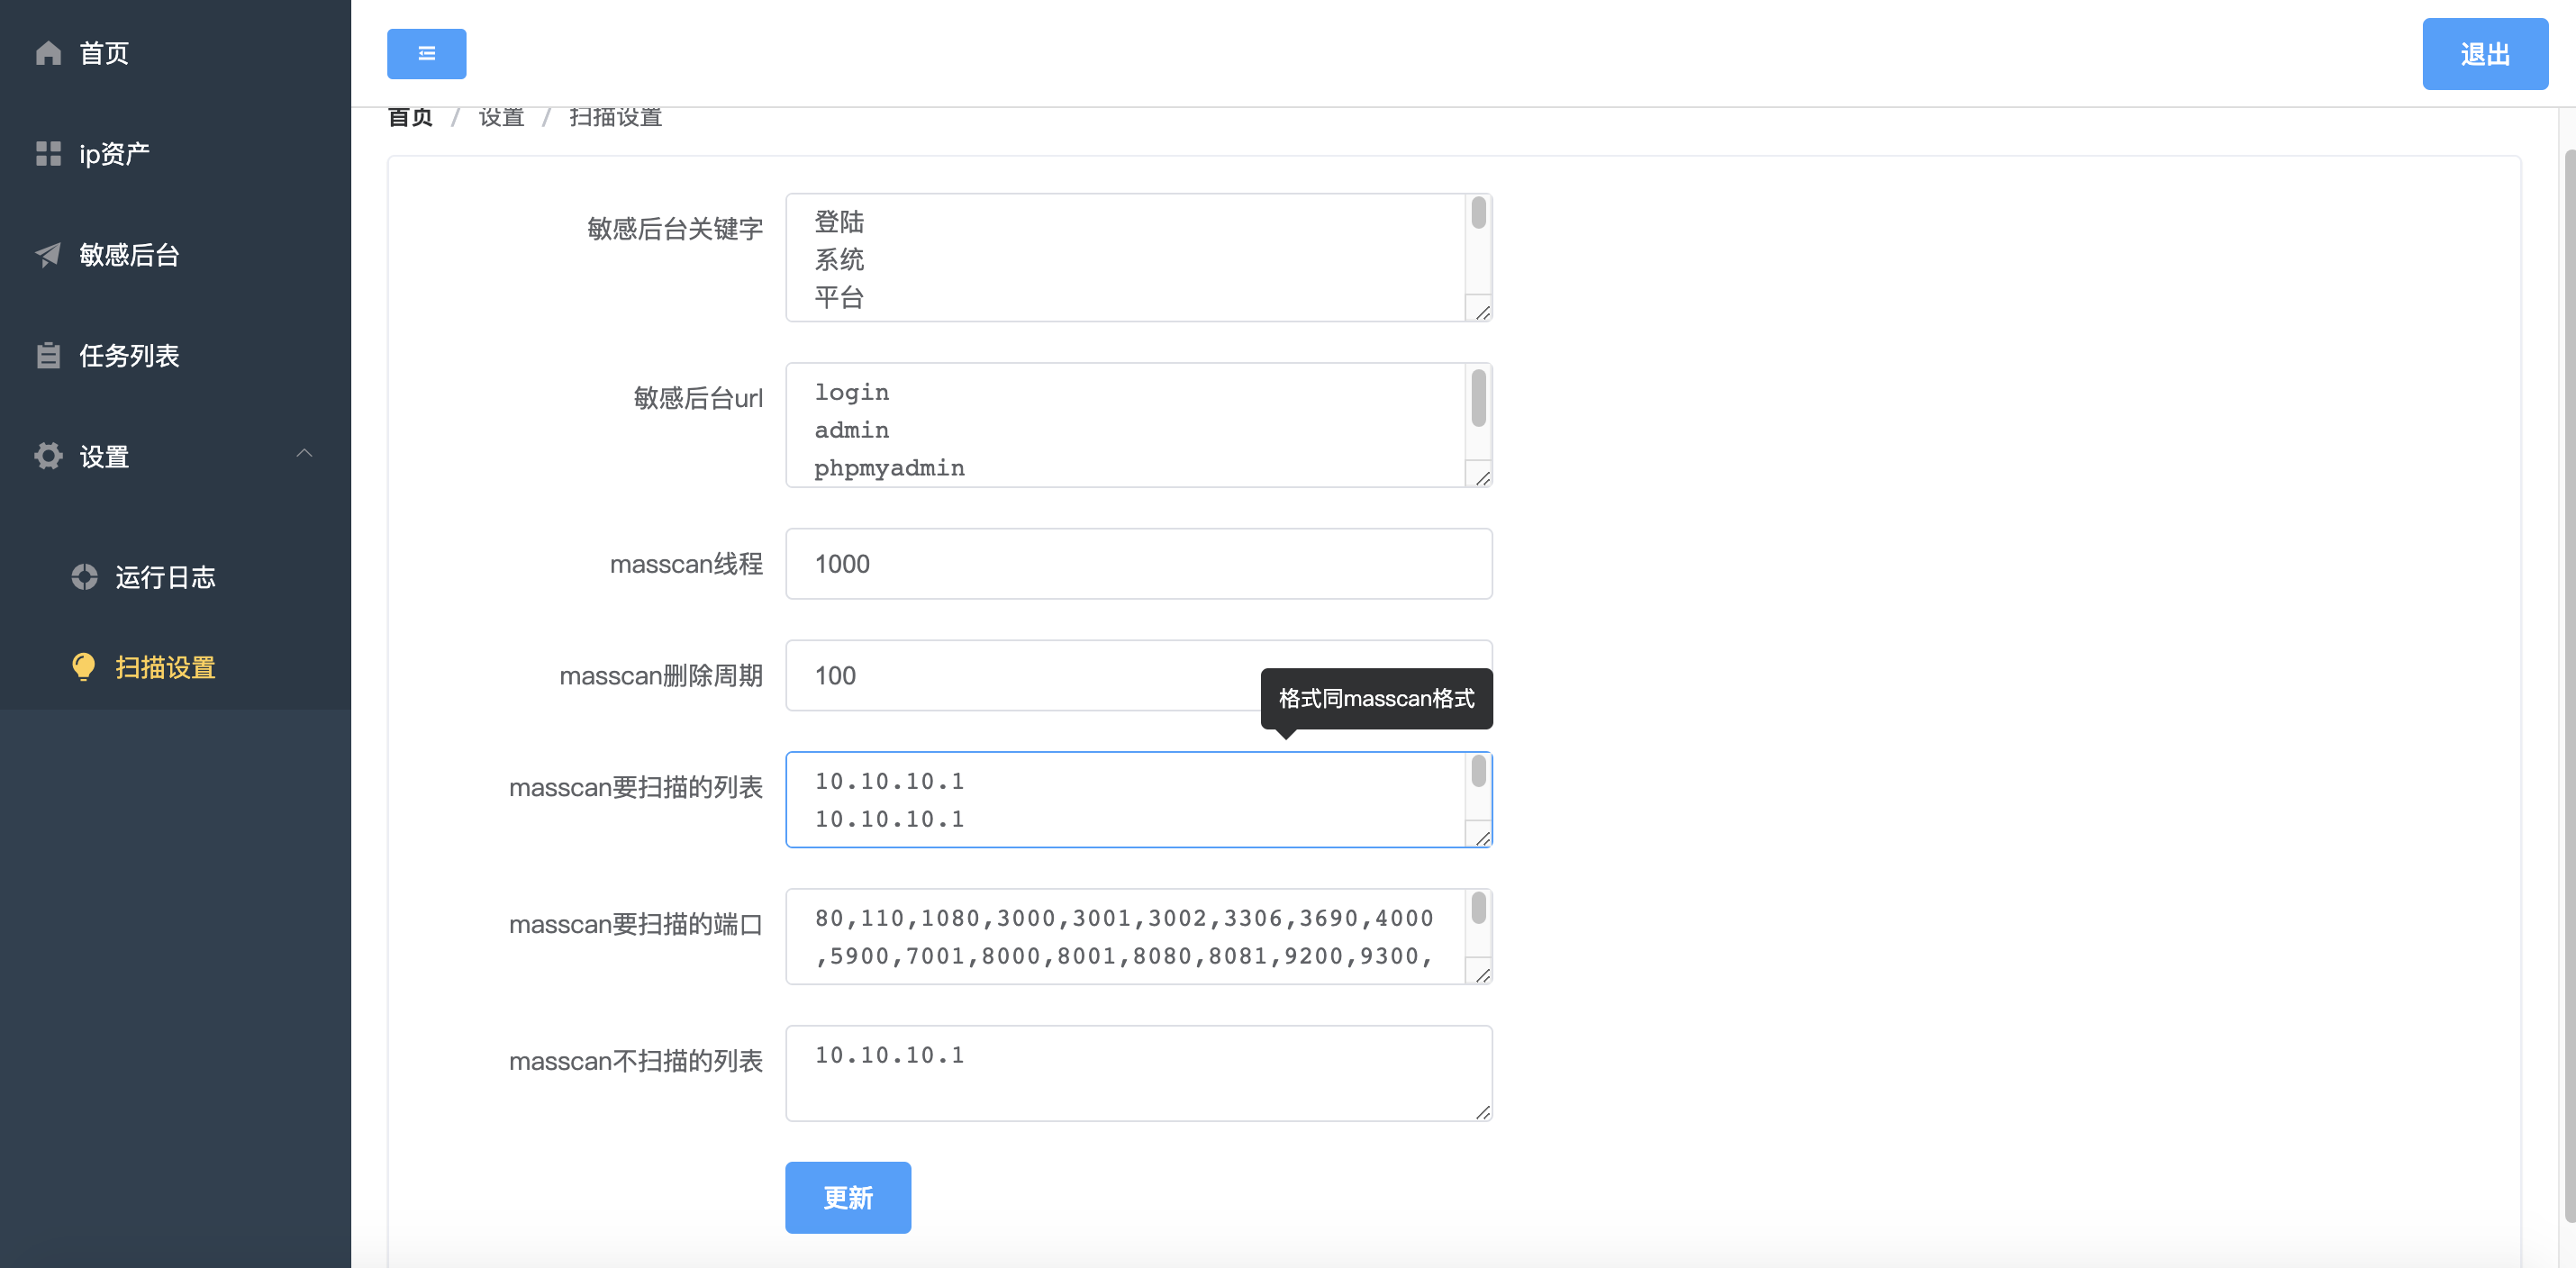 首页
ip资产
敏感后台
任务列表
设置
运行日志
扫描设置
退出
首页 / 设置 / 扫描设置
敏感后台关键字
登陆
系统
平台
敏感后台url
login
admin
phpmyadmin
masscan线程
1000
masscan删除周期
100
格式同masscan格式
masscan要扫描的列表
10.10.10.1
10.10.10.1
masscan要扫描的端口
80,110,1080,3000,3001,3002,3306,3690,4000
,5900,7001,8000,8001,8080,8081,9200,9300,
masscan不扫描的列表
10.10.10.1
更新